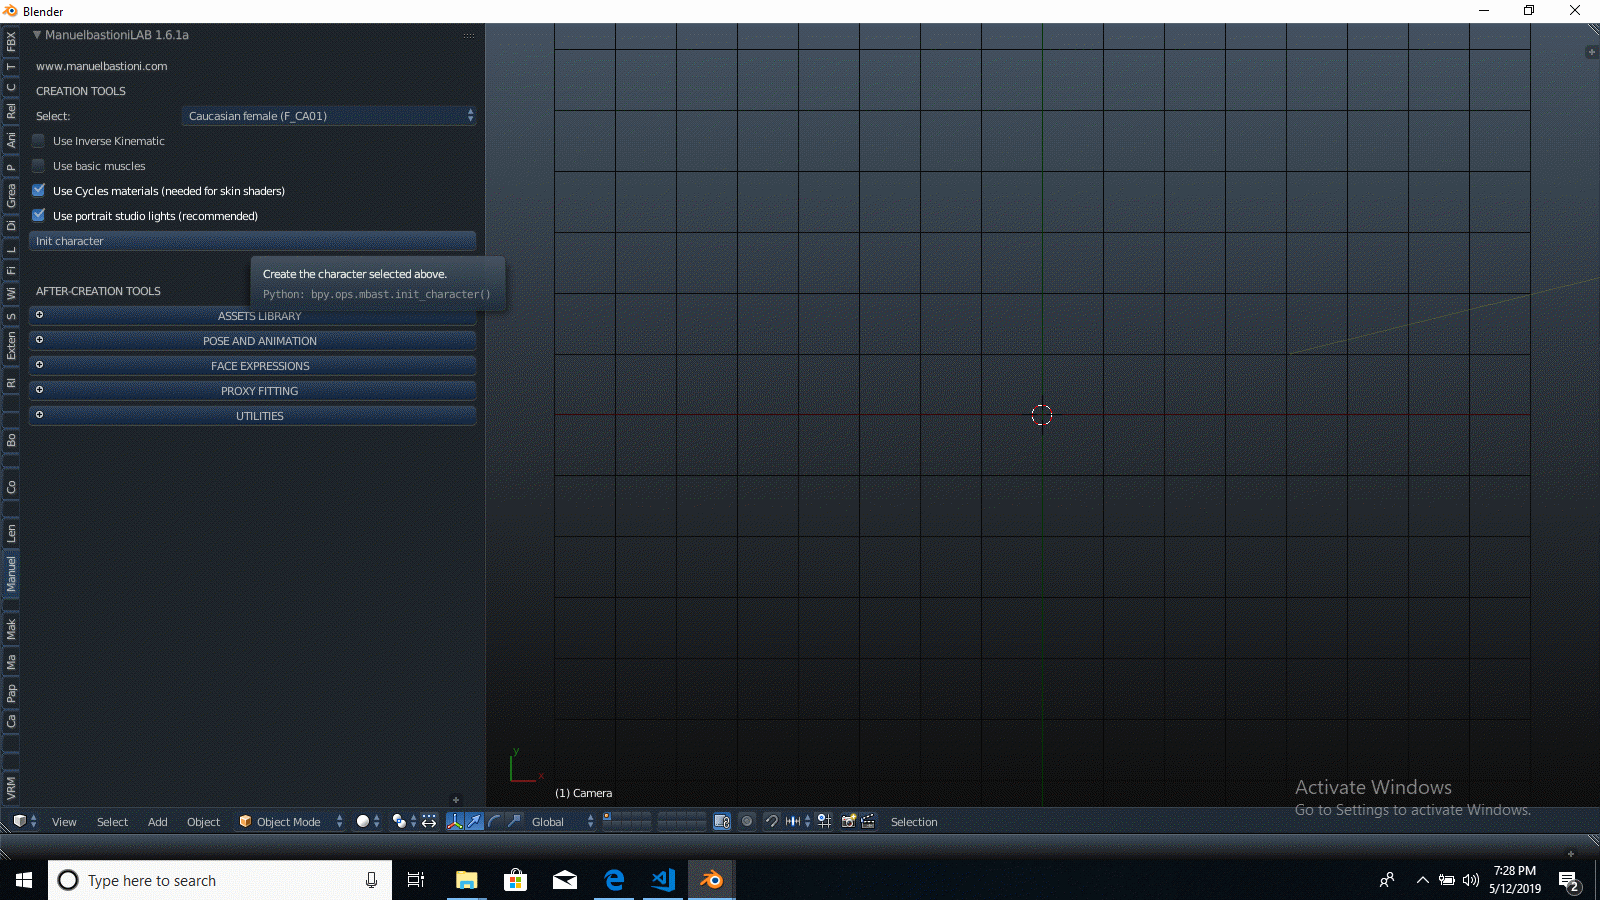 Blender
FBX
T
C
Rel
Ani
P
Grea
Di
L
Fi
Wi
S
Exten
RI
Bo
Co
Len
Manuel
Mak
Ma
Pap
Ca
VRM
ManuelbastioniLAB 1.6.1a
www.manuelbastioni.com
CREATION TOOLS
Select: Caucasian female (F_CA01)
Use Inverse Kinematic
Use basic muscles
Use Cycles materials (needed for skin shaders)
Use portrait studio lights (recommended)
Init character
Create the character selected above.
Python: bpy.ops.mbast.init_character()
AFTER-CREATION TOOLS
ASSETS LIBRARY
POSE AND ANIMATION
FACE EXPRESSIONS
PROXY FITTING
UTILITIES
y
x
(1) Camera
Activate Windows
Go to Settings to activate Windows.
View Select Add Object Object Mode Global Selection
Type here to search
7:28 PM
5/12/2019
2